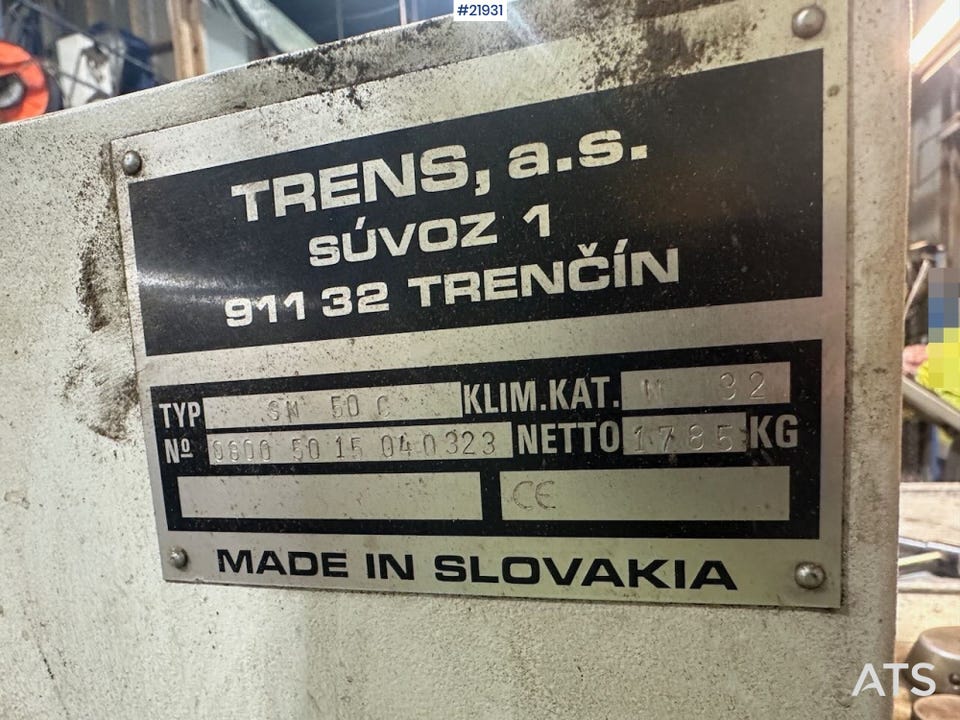 #21931
TRENS, a.s.
SÚVOZ 1
911 32 TRENČÍN
TYP SN 50 C KLIM.KAT. N 32
Nº 0800 50 15 040323 NETTO 1785 KG
CE
MADE IN SLOVAKIA
ATS